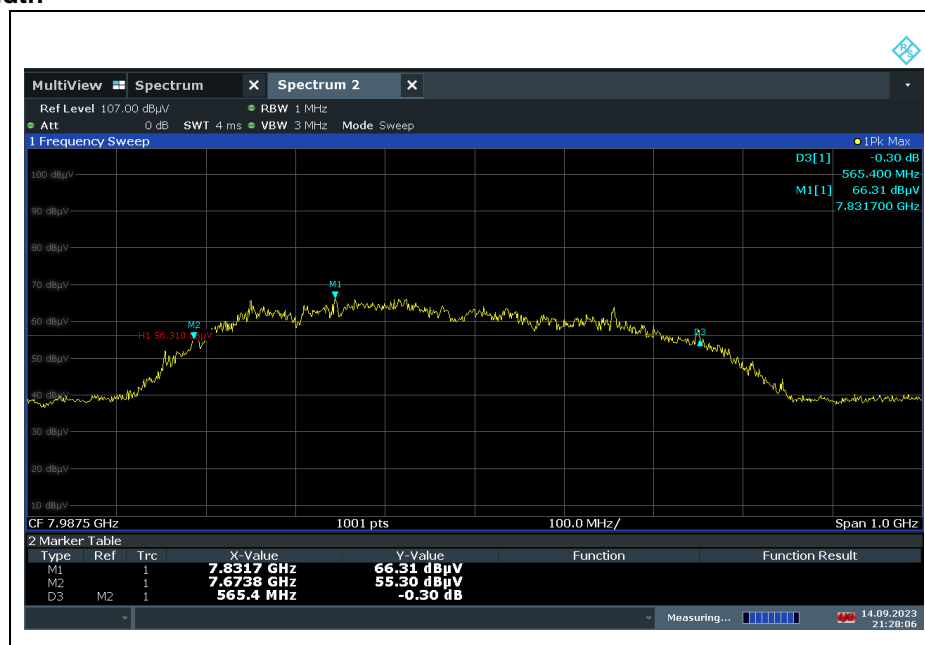 MultiView Spectrum X Spectrum 2 X
Ref Level 107.00 dBµV RBW 1 MHz
Att 0 dB SWT 4 ms VBW 3 MHz Mode Sweep
1 Frequency Sweep 1Pk Max
D3[1] -0.30 dB
565.400 MHz
M1[1] 66.31 dBµV
7.831700 GHz
100 dBµV
90 dBµV
80 dBµV
70 dBµV
M1
60 dBµV
M2
H1 56.310 dBµV
D3
50 dBµV
40 dBµV
30 dBµV
20 dBµV
10 dBµV
CF 7.9875 GHz 1001 pts 100.0 MHz/ Span 1.0 GHz
2 Marker Table
Type Ref Trc X-Value Y-Value Function Function Result
M1 1 7.8317 GHz 66.31 dBµV
M2 1 7.6738 GHz 55.30 dBµV
D3 M2 1 565.4 MHz -0.30 dB
Measuring... 14.09.2023
21:28:06